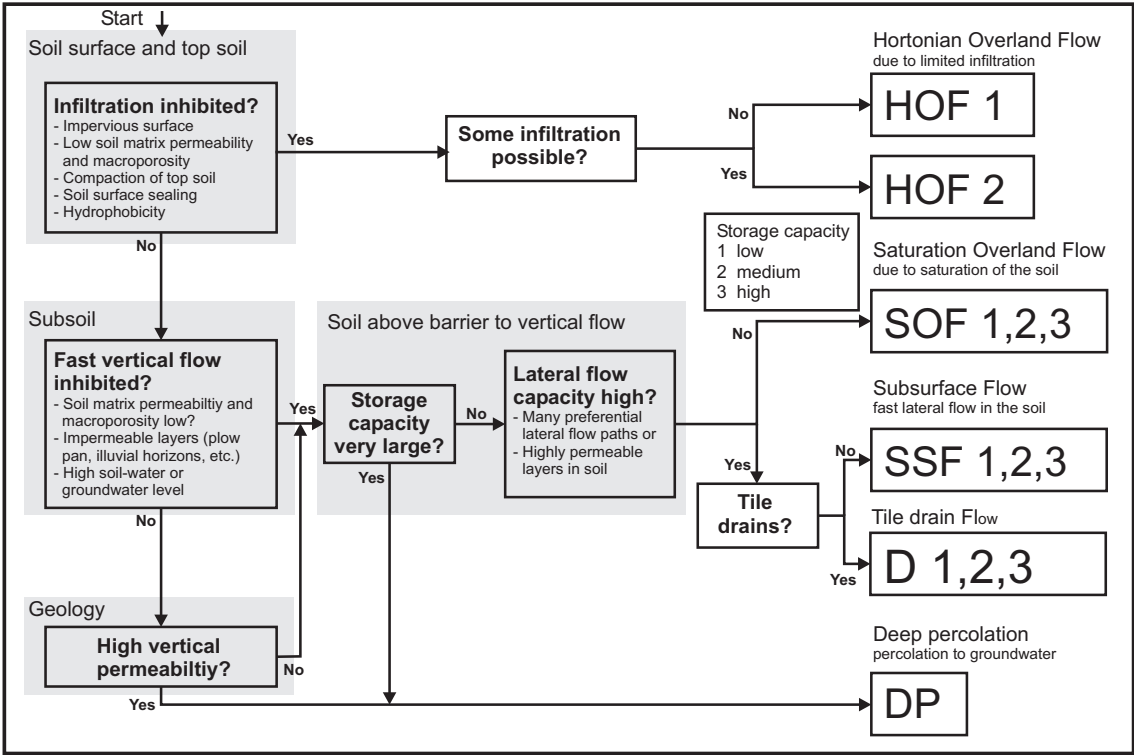 Start
Soil surface and top soil
Infiltration inhibited?
- Impervious surface
- Low soil matrix permeability
and macroporosity
- Compaction of top soil
- Soil surface sealing
- Hydrophobicity
Yes
No
Some infiltration
possible?
No
Yes
Hortonian Overland Flow
due to limited infiltration
HOF 1
HOF 2
Storage capacity
1 low
2 medium
3 high
Saturation Overland Flow
due to saturation of the soil
SOF 1,2,3
Subsoil
Fast vertical flow
inhibited?
- Soil matrix permeabiltiy and
macroporosity low?
- Impermeable layers (plow
pan, illuvial horizons, etc.)
- High soil-water or
groundwater level
Yes
No
Soil above barrier to vertical flow
Storage
capacity
very large?
No
Yes
Lateral flow
capacity high?
- Many preferential
lateral flow paths or
- Highly permeable
layers in soil
No
Yes
Tile
drains?
No
Yes
Subsurface Flow
fast lateral flow in the soil
SSF 1,2,3
Tile drain Flow
D 1,2,3
Geology
High vertical
permeabiltiy?
No
Yes
Deep percolation
percolation to groundwater
DP